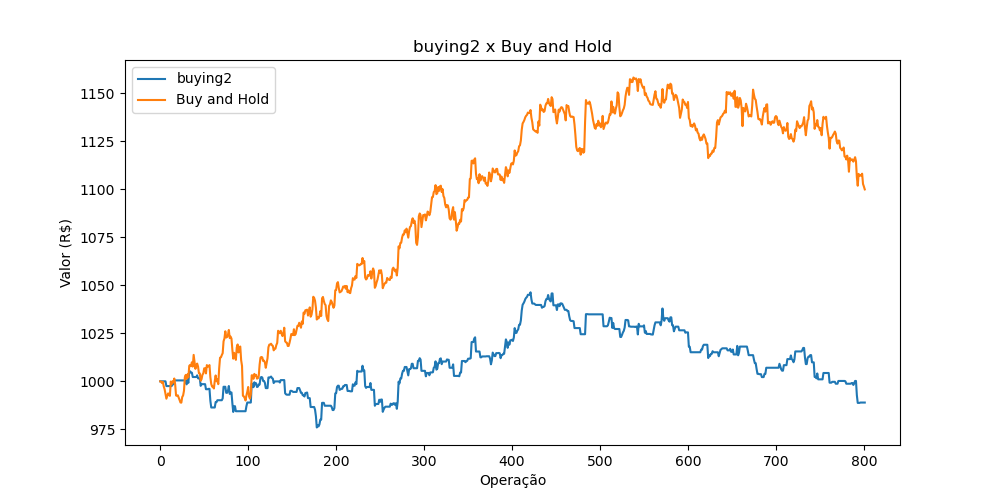 buying2 x Buy and Hold
buying2
Buy and Hold
Valor (R$)
1150
1125
1100
1075
1050
1025
1000
975
0 100 200 300 400 500 600 700 800
Operação